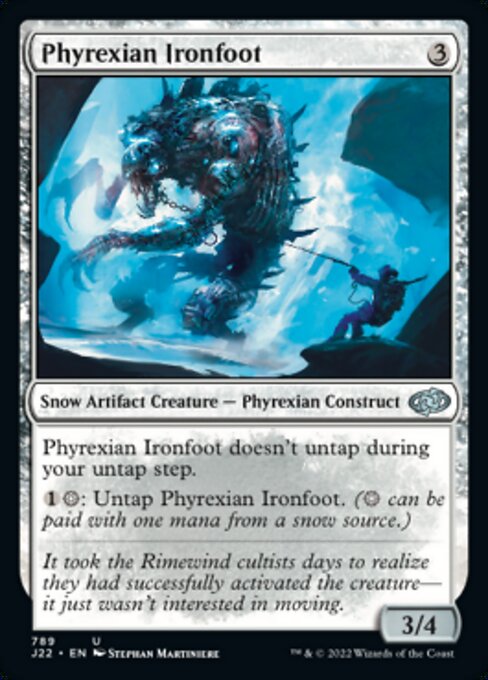 Phyrexian Ironfoot 3
Snow Artifact Creature — Phyrexian Construct
Phyrexian Ironfoot doesn't untap during
your untap step.
1 : Untap Phyrexian Ironfoot. ( can be
paid with one mana from a snow source.)
It took the Rimewind cultists days to realize
they had successfully activated the creature—
it just wasn't interested in moving.
3/4
789 U
J22 • EN Stephan Martiniere
™ & © 2022 Wizards of the Coast